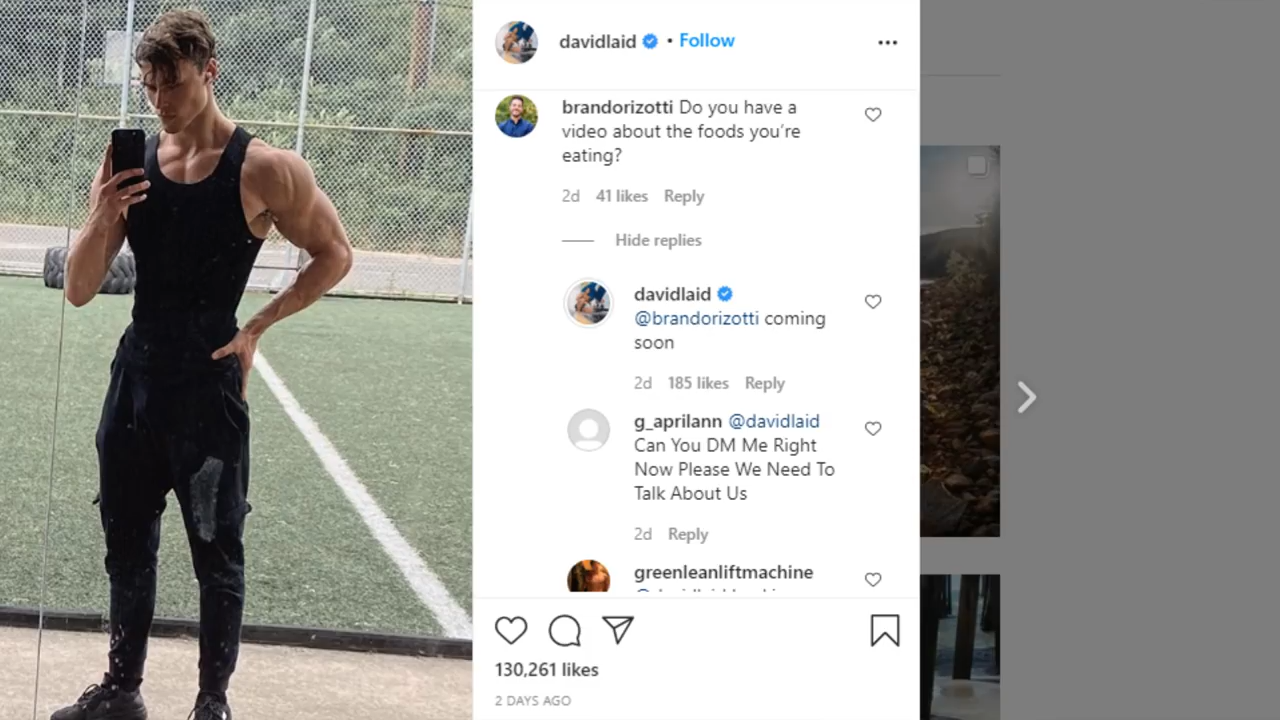 davidlaid • Follow
brandorizotti Do you have a
video about the foods you're
eating?
2d 41 likes Reply
Hide replies
davidlaid
@brandorizotti coming
soon
2d 185 likes Reply
g_aprilann @davidlaid
Can You DM Me Right
Now Please We Need To
Talk About Us
2d Reply
greenleanliftmachine
130,261 likes
2 DAYS AGO